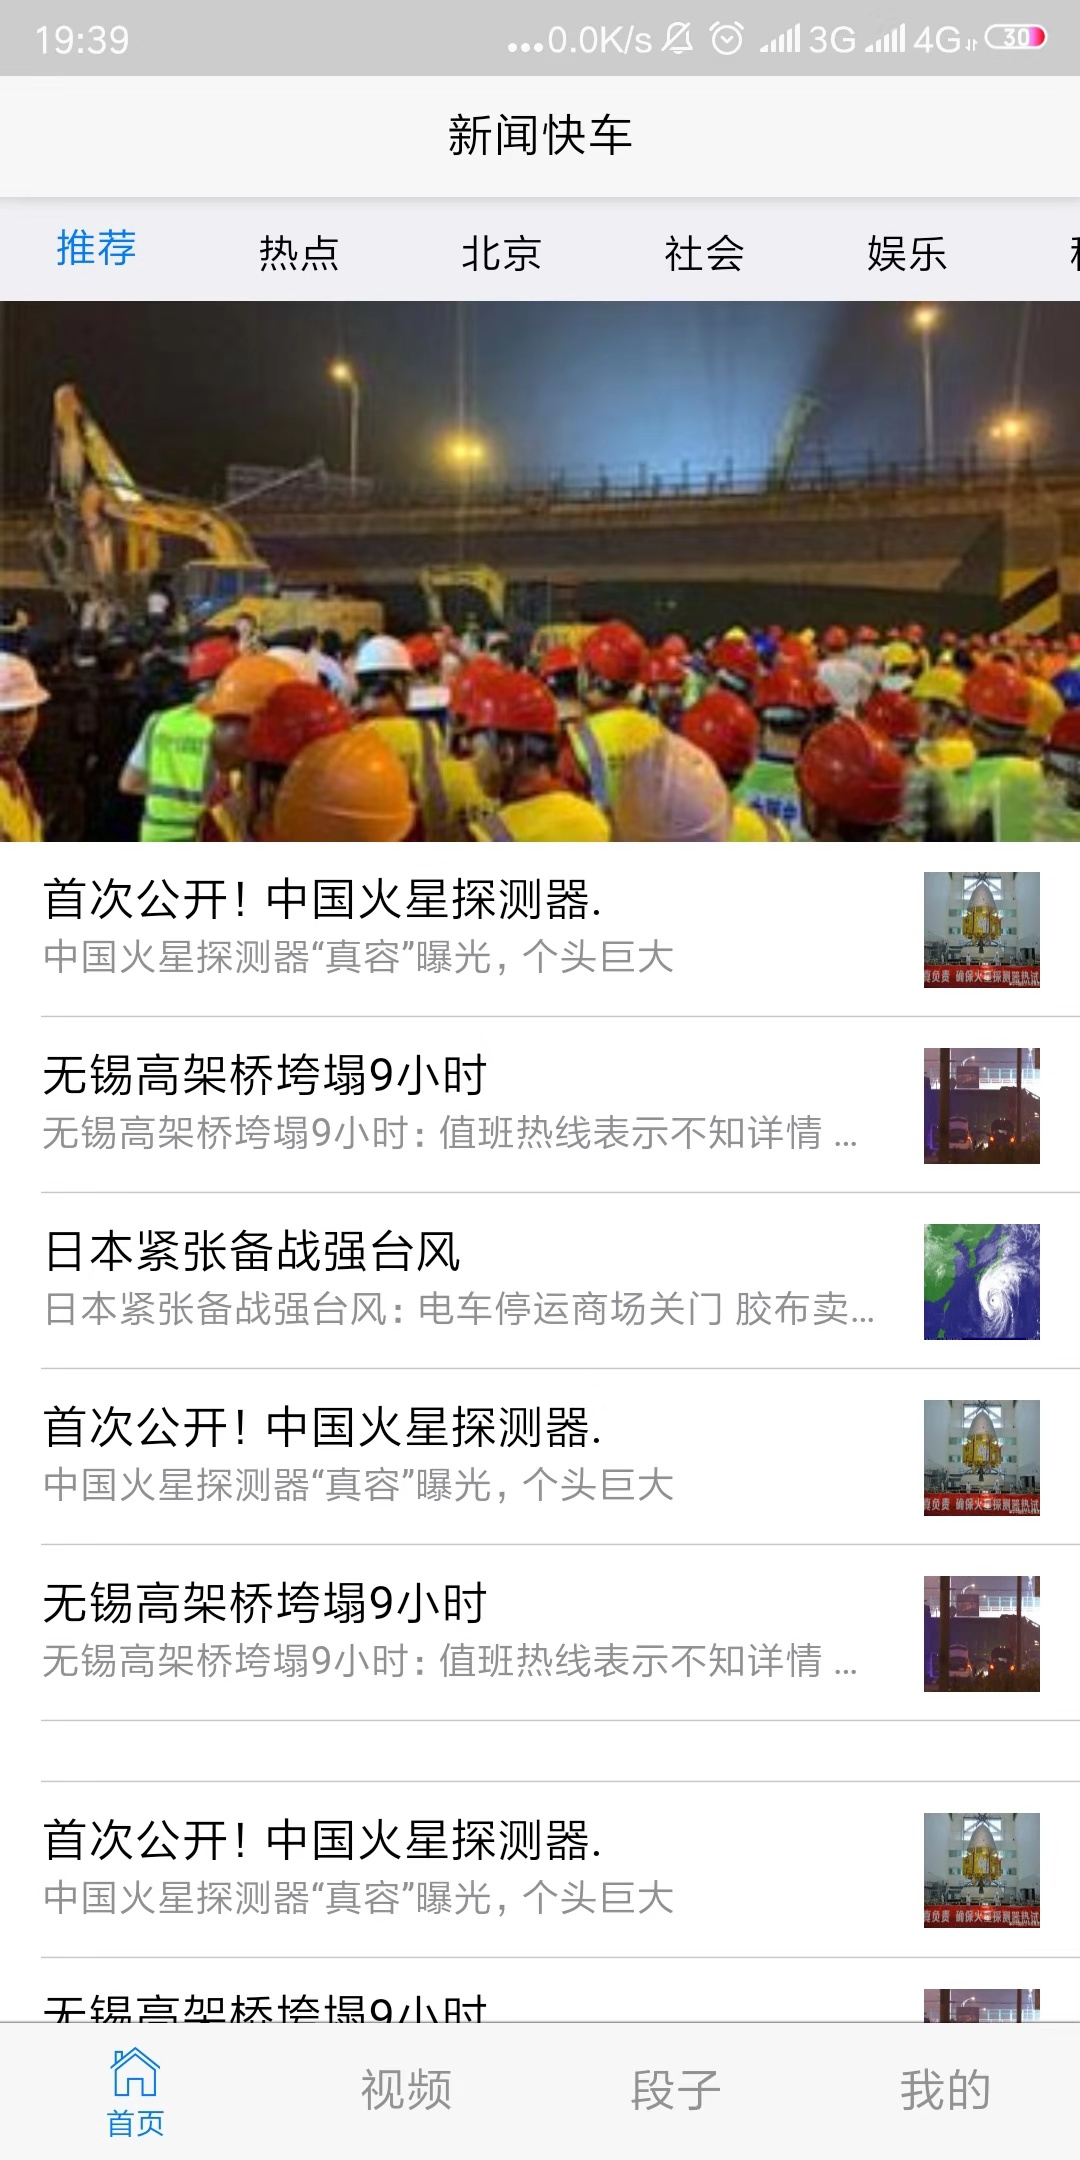 19:39
...0.0K/s 3G 4G 30
新闻快车
推荐 热点 北京 社会 娱乐
首次公开！中国火星探测器.
中国火星探测器“真容”曝光，个头巨大
无锡高架桥垮塌9小时
无锡高架桥垮塌9小时：值班热线表示不知详情 ...
日本紧张备战强台风
日本紧张备战强台风：电车停运商场关门 胶布卖...
首次公开！中国火星探测器.
中国火星探测器“真容”曝光，个头巨大
无锡高架桥垮塌9小时
无锡高架桥垮塌9小时：值班热线表示不知详情 ...
首次公开！中国火星探测器.
中国火星探测器“真容”曝光，个头巨大
无锡高架桥垮塌9小时
首页 视频 段子 我的